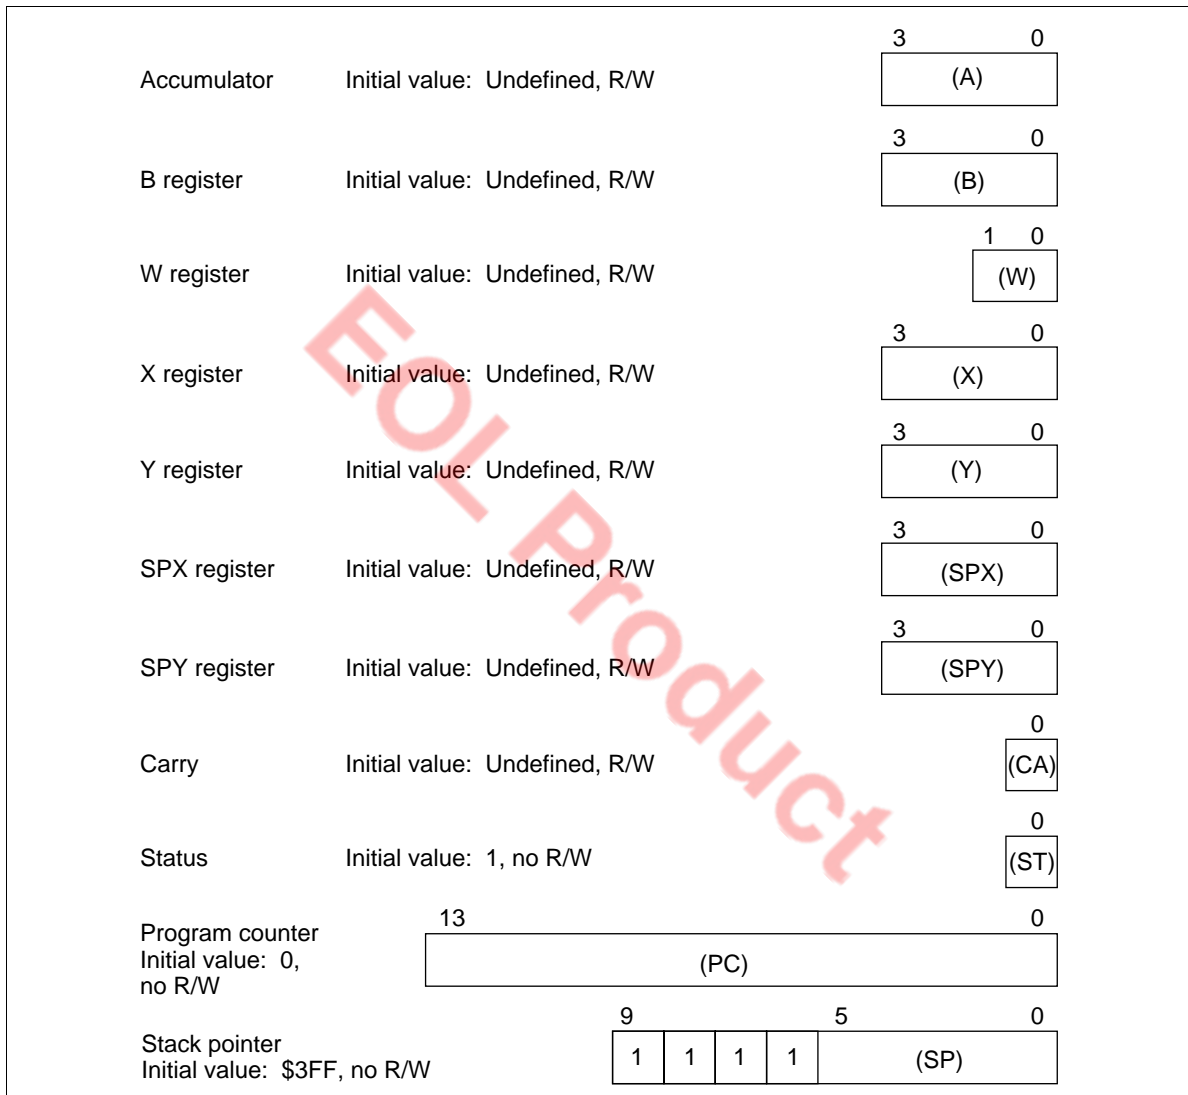 3 0
Accumulator Initial value: Undefined, R/W (A)
3 0
B register Initial value: Undefined, R/W (B)
1 0
W register Initial value: Undefined, R/W (W)
3 0
X register Initial value: Undefined, R/W (X)
3 0
Y register Initial value: Undefined, R/W (Y)
3 0
SPX register Initial value: Undefined, R/W (SPX)
3 0
SPY register Initial value: Undefined, R/W (SPY)
0
Carry Initial value: Undefined, R/W (CA)
0
Status Initial value: 1, no R/W (ST)
13 0
Program counter
Initial value: 0,
no R/W
(PC)
9 5 0
Stack pointer
Initial value: $3FF, no R/W
1 1 1 1 (SP)
EOL Product